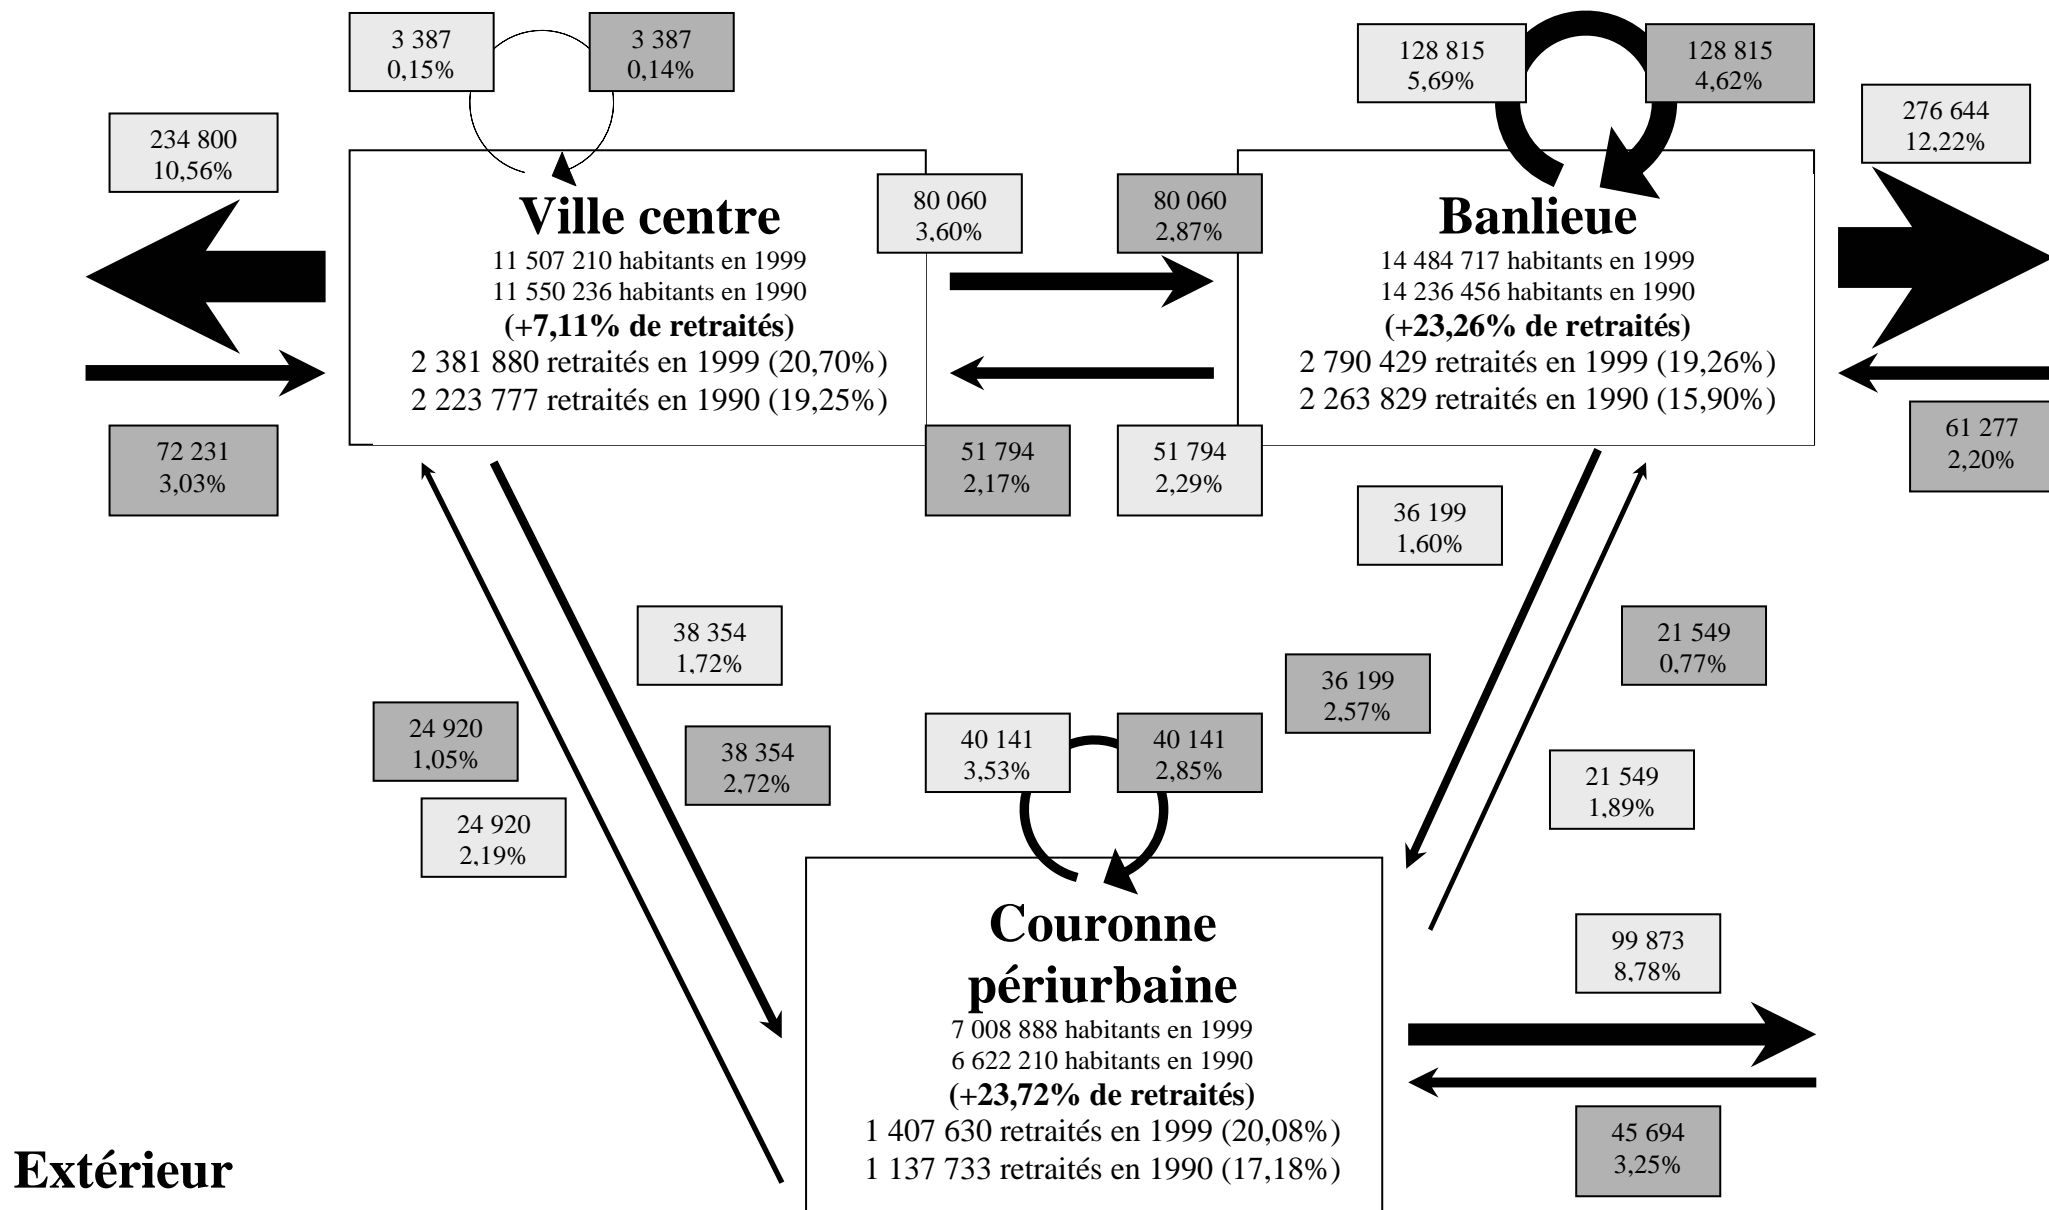 3 387
0,15%
3 387
0,14%
128 815
5,69%
128 815
4,62%
234 800
10,56%
276 644
12,22%
Ville centre
11 507 210 habitants en 1999
11 550 236 habitants en 1990
(+7,11% de retraités)
2 381 880 retraités en 1999 (20,70%)
2 223 777 retraités en 1990 (19,25%)
80 060
3,60%
80 060
2,87%
Banlieue
14 484 717 habitants en 1999
14 236 456 habitants en 1990
(+23,26% de retraités)
2 790 429 retraités en 1999 (19,26%)
2 263 829 retraités en 1990 (15,90%)
72 231
3,03%
51 794
2,17%
51 794
2,29%
61 277
2,20%
36 199
1,60%
38 354
1,72%
21 549
0,77%
36 199
2,57%
24 920
1,05%
38 354
2,72%
40 141
3,53%
40 141
2,85%
21 549
1,89%
24 920
2,19%
Couronne
périurbaine
7 008 888 habitants en 1999
6 622 210 habitants en 1990
(+23,72% de retraités)
1 407 630 retraités en 1999 (20,08%)
1 137 733 retraités en 1990 (17,18%)
99 873
8,78%
45 694
3,25%
Extérieur